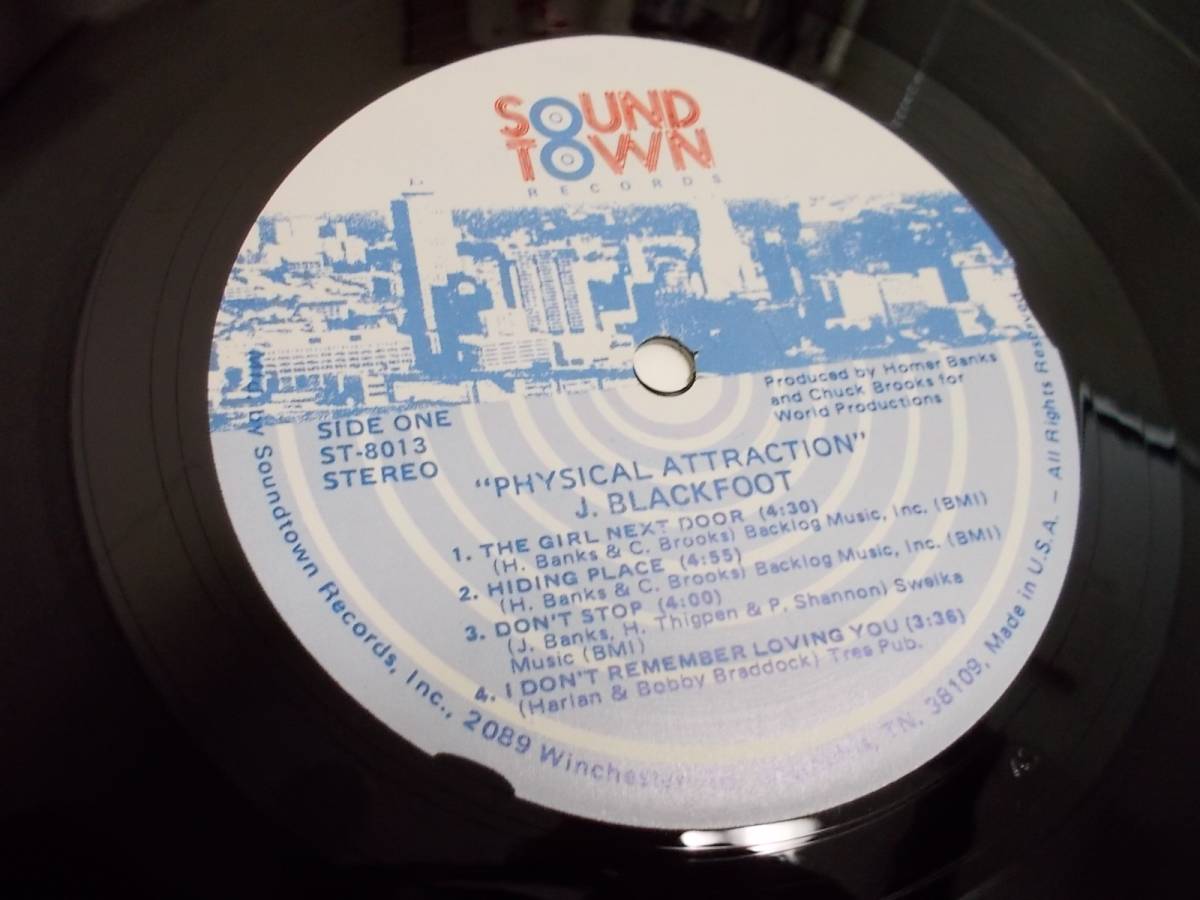 SOUND
TOWN
RECORDS
Produced by Homer Banks
and Chuck Brooks for
World Productions
SIDE ONE
ST-8013
STEREO
"PHYSICAL ATTRACTION"
J. BLACKFOOT
1. THE GIRL NEXT DOOR (4:30)
(H. Banks & C. Brooks) Backlog Music, Inc. (BMI)
2. HIDING PLACE (4:55)
(H. Banks & C. Brooks) Backlog Music, Inc. (BMI)
3. DON'T STOP (4:00)
(J. Banks, H. Thigpen & P. Shannon) Sweika
Music (BMI)
4. I DON'T REMEMBER LOVING YOU (3:36)
(Harlan & Bobby Braddock) Tree Pub.
by Soundtown Records, Inc., 2089 TN. 38109, Made in U.S.A. – All Rights